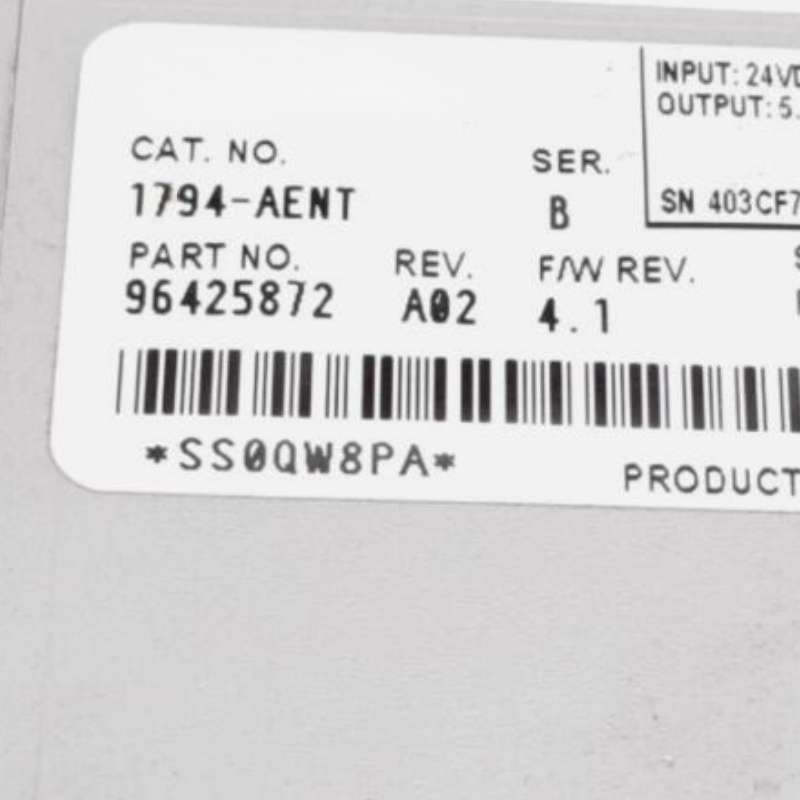 INPUT: 24VD
OUTPUT: 5.
SN 403CF7
CAT. NO.
1794-AENT
SER.
B
PART NO.
96425872
REV.
A02
F/W REV.
4.1
*SS0QW8PA*
PRODUCT